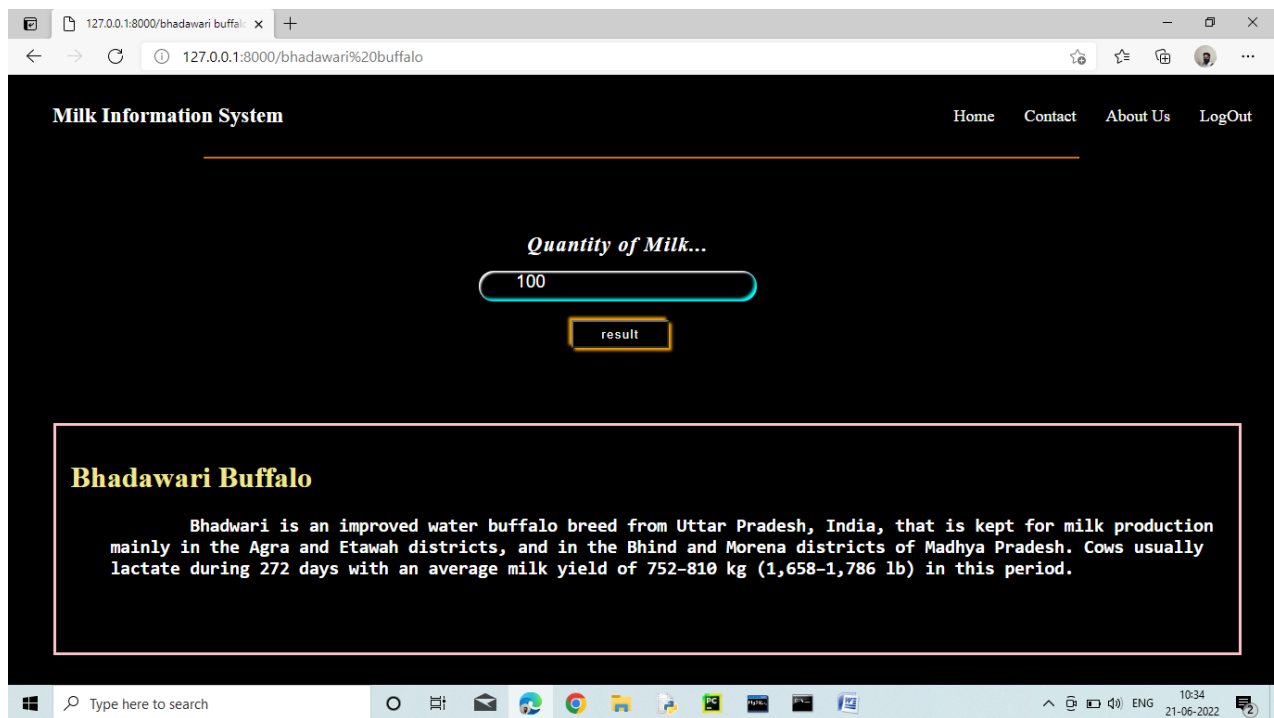 127.0.0.1:8000/bhadawari buffal
127.0.0.1:8000/bhadawari%20buffalo
Milk Information System
Home Contact About Us LogOut
Quantity of Milk...
100
result
Bhadawari Buffalo
Bhadwari is an improved water buffalo breed from Uttar Pradesh, India, that is kept for milk production
mainly in the Agra and Etawah districts, and in the Bhind and Morena districts of Madhya Pradesh. Cows usually
lactate during 272 days with an average milk yield of 752–810 kg (1,658–1,786 lb) in this period.
Type here to search
PC
ENG
10:34
21-06-2022
2